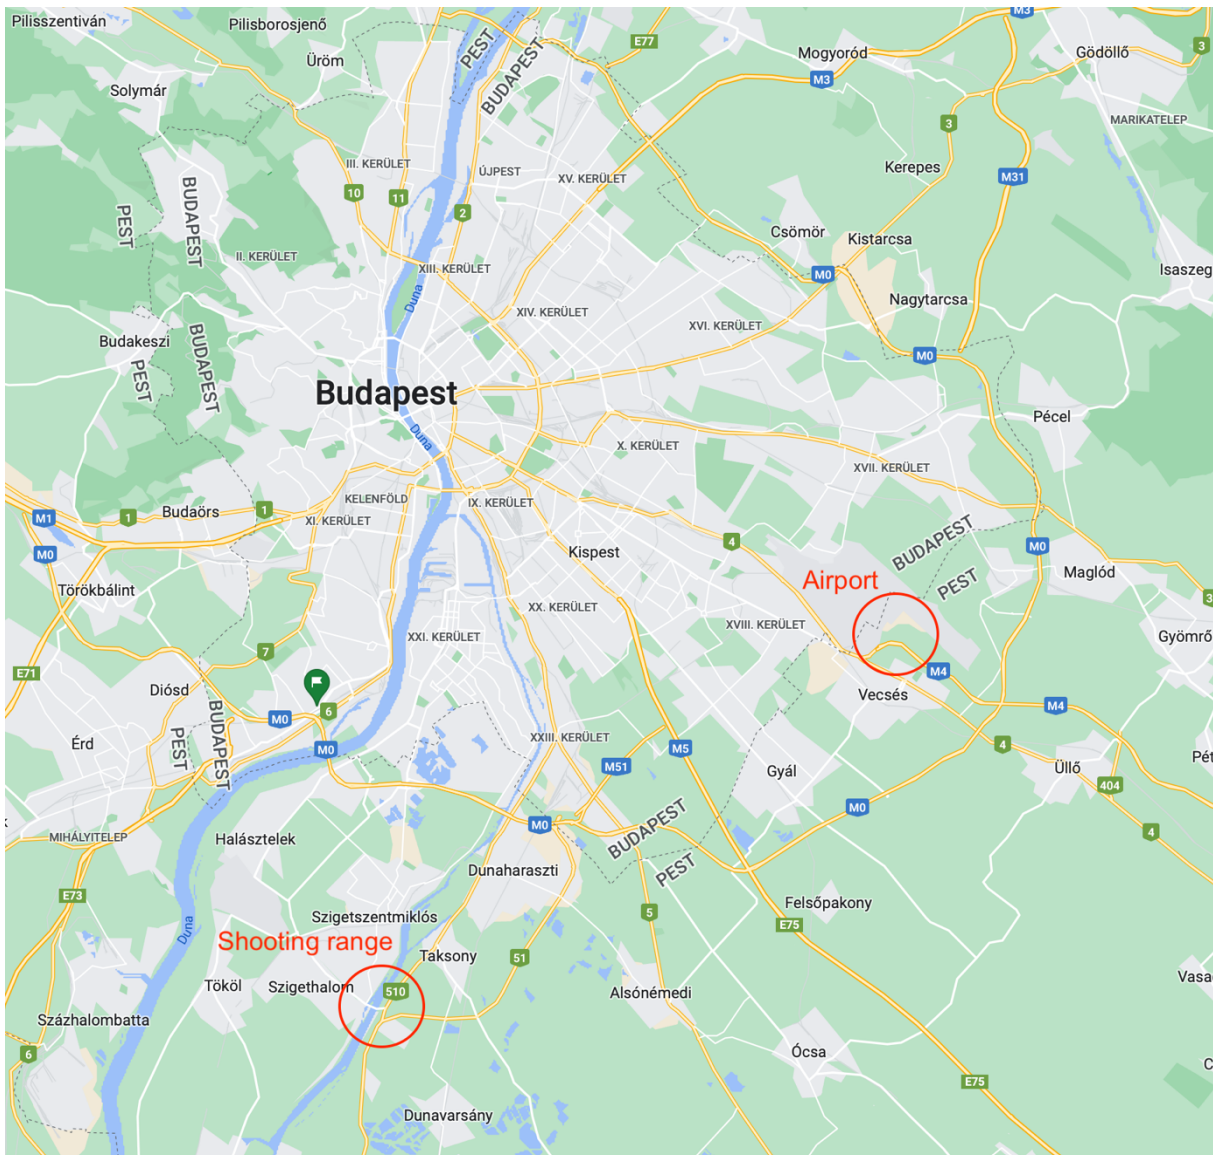 Pilisszentiván
Pilisborosjenő
PEST
E77
M3
Mogyoród
Gödöllő
3
Üröm
BUDAPEST
M3
Solymár
MARIKATELEP
3
III. KERÜLET
ÚJPEST
XV. KERÜLET
Kerepes
M31
10
11
2
BUDAPEST
PEST
Csömör
Kistarcsa
II. KERÜLET
XIII. KERÜLET
M0
Isaszeg
Duna
Nagytarcsa
XIV. KERÜLET
XVI. KERÜLET
Budakeszi
BUDAPEST
PEST
M0
Budapest
Pécel
Duna
X. KERÜLET
XVII. KERÜLET
KELENFÖLD
IX. KERÜLET
M1
1
Budaörs
1
XI. KERÜLET
BUDAPEST
4
M0
Kispest
M0
Maglód
Airport
PEST
Törökbálint
3
XX. KERÜLET
XVIII. KERÜLET
XXI. KERÜLET
Gyömrő
7
E71
M4
Diósd
Vecsés
6
M0
M4
BUDAPEST
PEST
Érd
M0
XXIII. KERÜLET
M5
4
M51
Gyál
Üllő
Pét
404
M0
MIHÁLYITELEP
Halásztelek
M0
BUDAPEST
4
PEST
Dunaharaszti
E73
Felsőpakony
Duna
Szigetszentmiklós
5
E75
Shooting range
Taksony
51
Vasa
Tököl
Szigethalom
510
Alsónémedi
Százhalombatta
6
Ócsa
E75
C
Dunavarsány